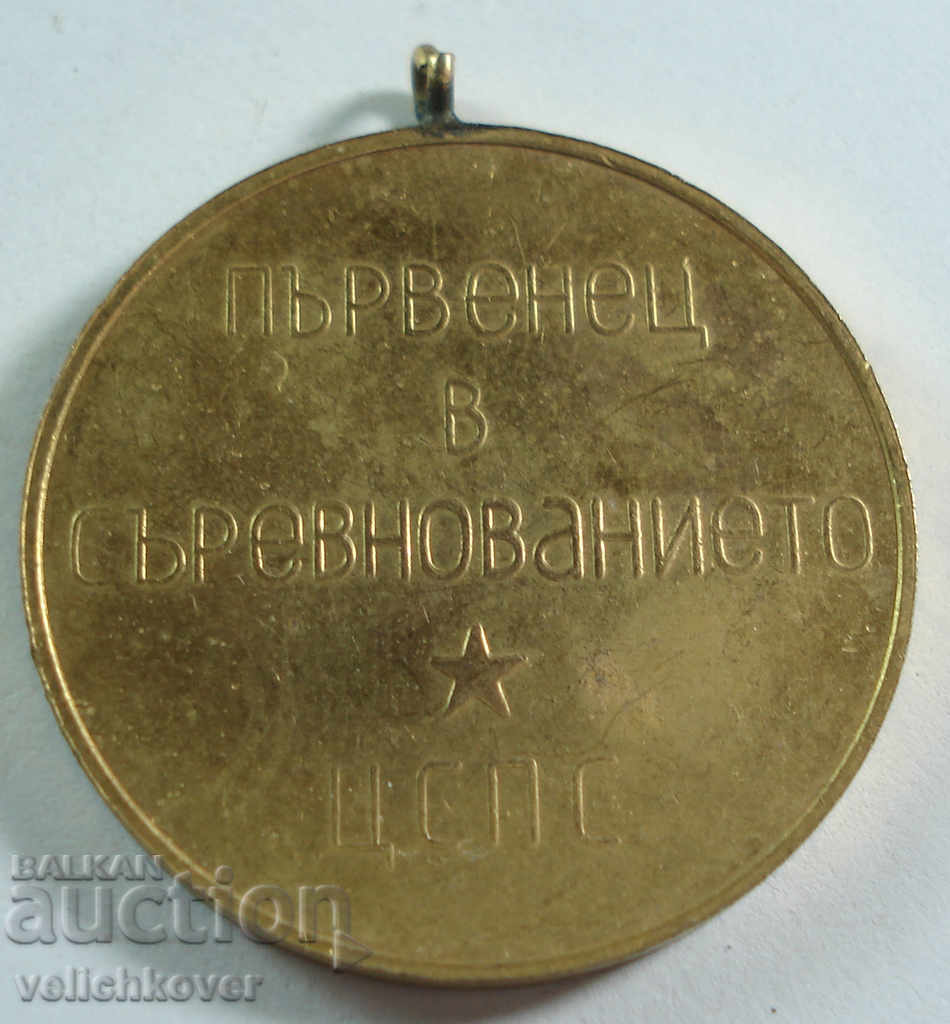 ПЪРВЕНЕЦ
В
СЪРЕВНОВАНИЕТО
ЦСПС
BALKAN
auction
velichkover